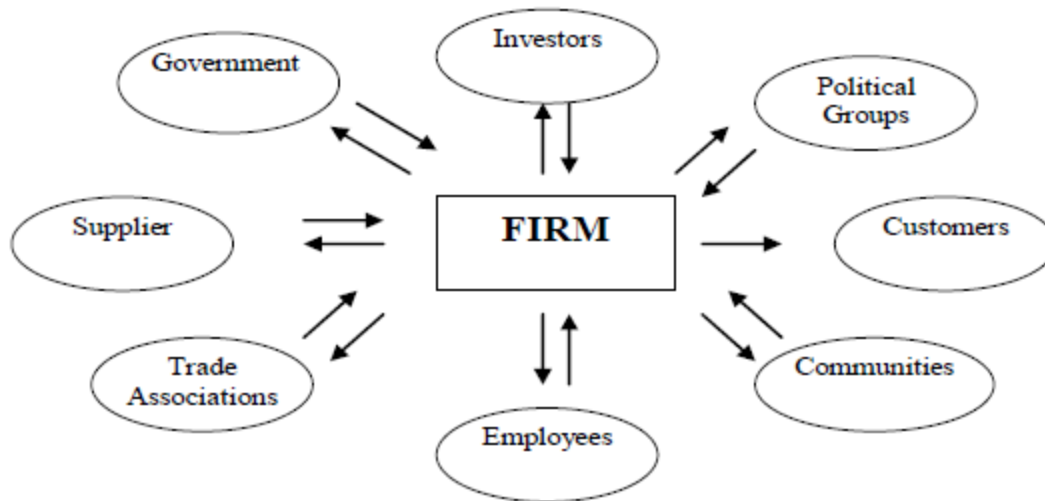 Investors
Government
Political
Groups
Supplier
FIRM
Customers
Trade
Associations
Communities
Employees